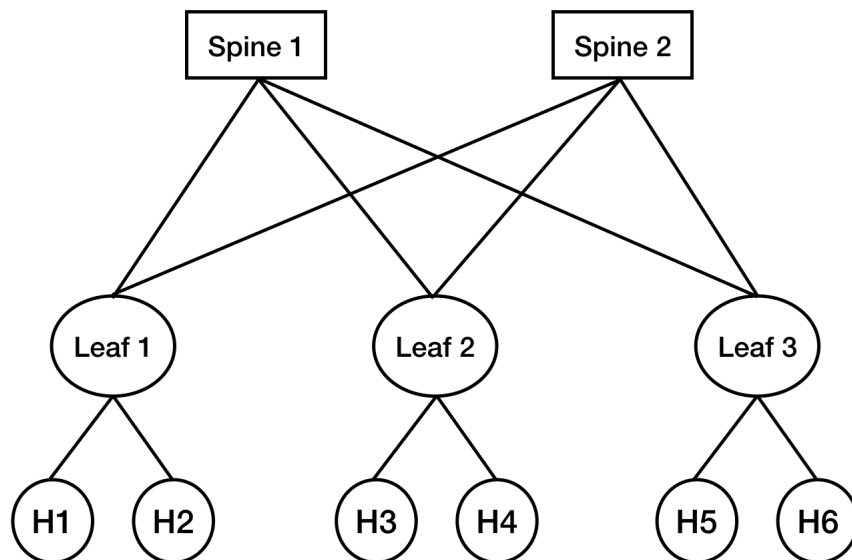 Spine 1
Spine 2
Leaf 1
Leaf 2
Leaf 3
H1
H2
H3
H4
H5
H6